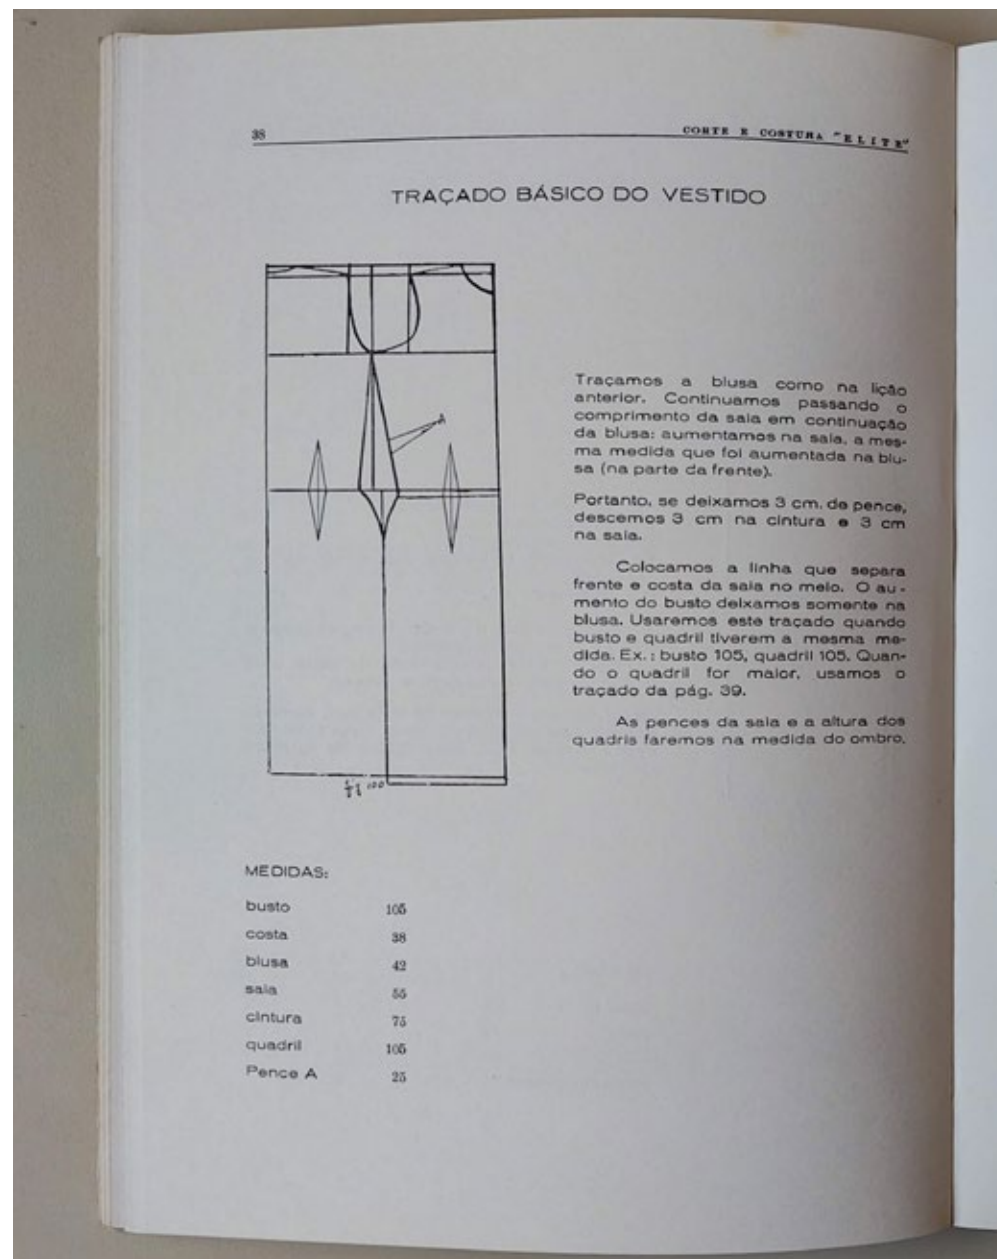 38
CORTE E COSTURA "ELITE"
TRAÇADO BÁSICO DO VESTIDO
A
Traçamos a blusa como na lição
anterior. Continuamos passando o
comprimento da saia em continuação
da blusa: aumentamos na saia, a mes-
ma medida que foi aumentada na blu-
sa (na parte da frente).
Portanto, se deixamos 3 cm. de pence,
descemos 3 cm na cintura e 3 cm
na saia.
Colocamos a linha que separa
frente e costa da saia no meio. O au-
mento do busto deixamos somente na
blusa. Usaremos este traçado quando
busto e quadril tiverem a mesma me-
dida. Ex.: busto 105, quadril 105. Quan-
do o quadril for maior, usamos o
traçado da pág. 39.
As pences da saia e a altura dos
quadris faremos na medida do ombro.
100
MEDIDAS:
busto 105
costa 38
blusa 42
saia 55
cintura 75
quadril 105
Pence A 25